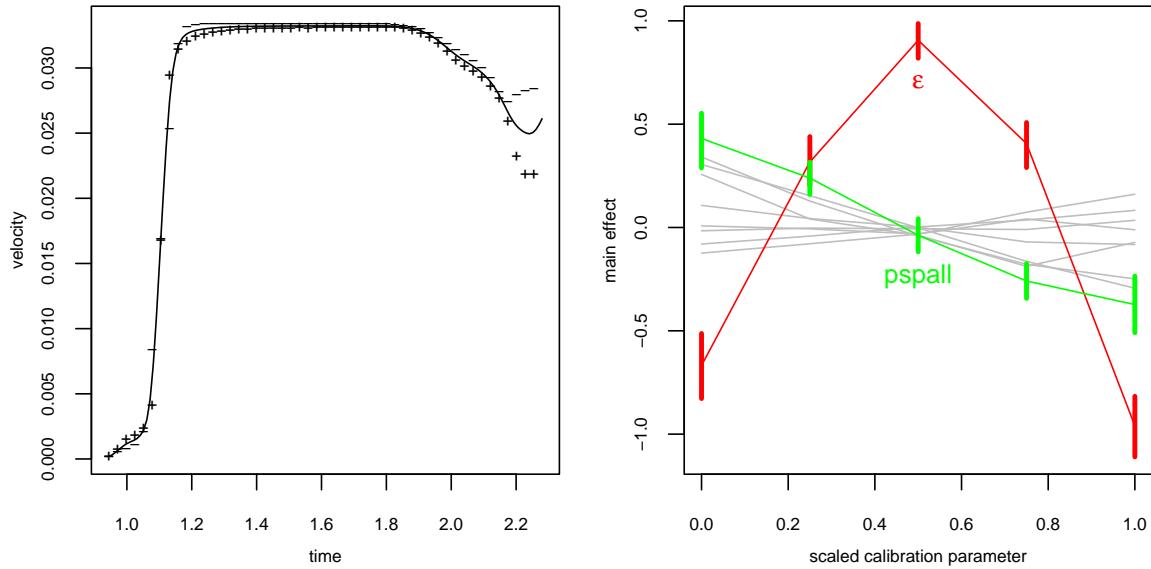 velocity
0.000 0.005 0.010 0.015 0.020 0.025 0.030
1.0 1.2 1.4 1.6 1.8 2.0 2.2
time
main effect
−1.0 −0.5 0.0 0.5 1.0
ε
pspall
0.0 0.2 0.4 0.6 0.8 1.0
scaled calibration parameter